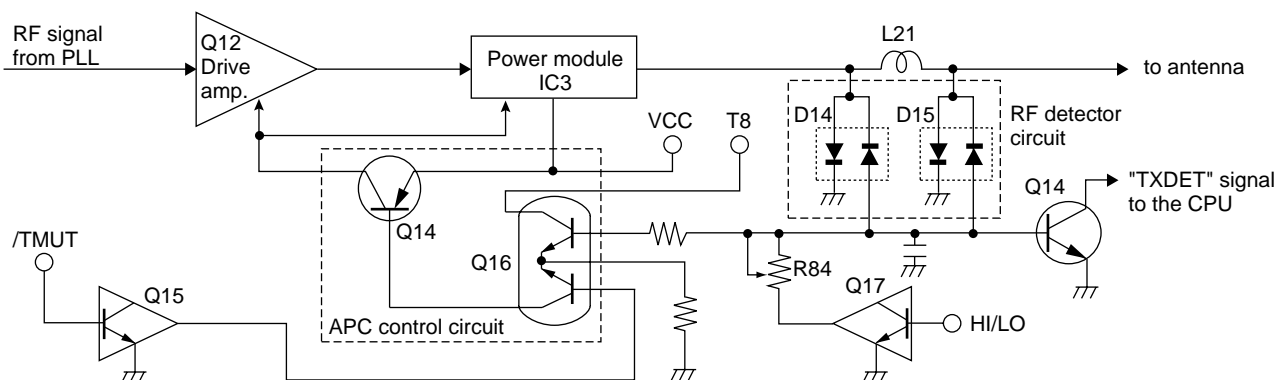 RF signal
from PLL
Q12
Drive
amp.
Power module
IC3
L21
to antenna
D14
D15
RF detector
circuit
VCC
T8
Q14
Q14
"TXDET" signal
to the CPU
/TMUT
Q15
Q16
R84
Q17
HI/LO
APC control circuit